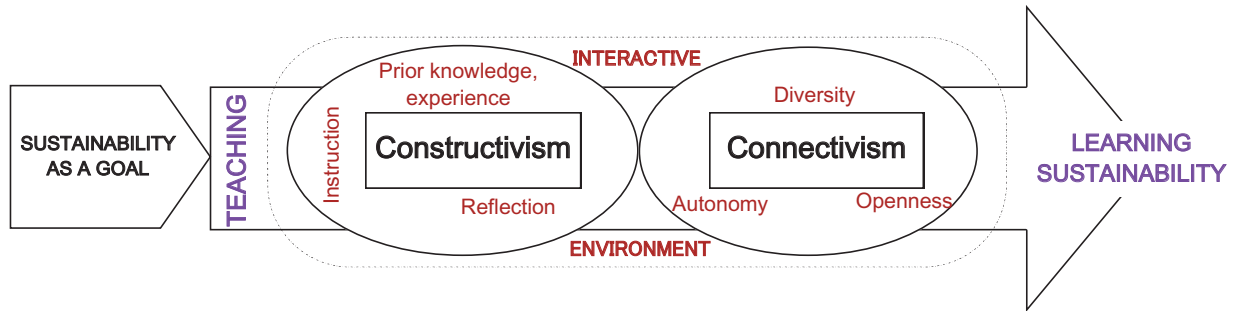 SUSTAINABILITY
AS A GOAL
TEACHING
INTERACTIVE
Prior knowledge,
experience
Instruction
Constructivism
Reflection
Diversity
Connectivism
Autonomy
Openness
ENVIRONMENT
LEARNING
SUSTAINABILITY